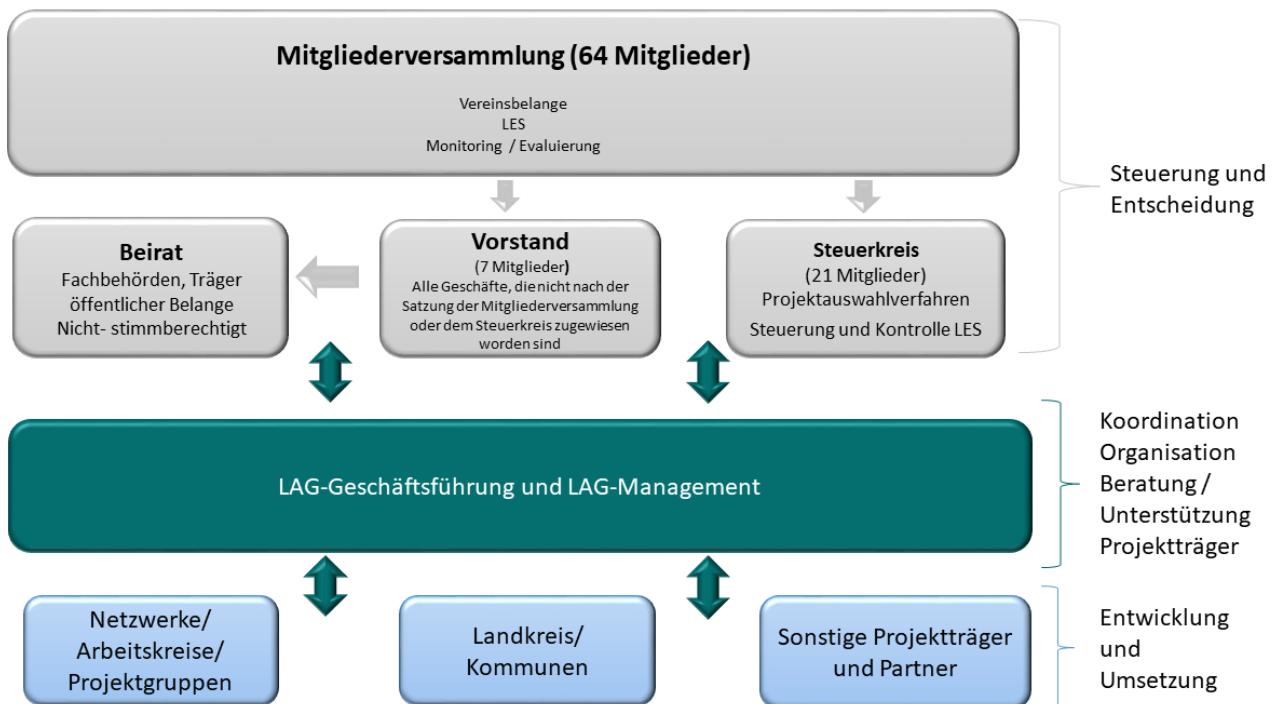 Mitgliederversammlung (64 Mitglieder)
Vereinsbelange
LES
Monitoring / Evaluierung
Steuerung und
Entscheidung
Beirat
Fachbehörden, Träger
öffentlicher Belange
Nicht- stimmberechtigt
Vorstand
(7 Mitglieder)
Alle Geschäfte, die nicht nach der
Satzung der Mitgliederversammlung
oder dem Steuerkreis zugewiesen
worden sind
Steuerkreis
(21 Mitglieder)
Projektauswahlverfahren
Steuerung und Kontrolle LES
LAG-Geschäftsführung und LAG-Management
Koordination
Organisation
Beratung /
Unterstützung
Projektträger
Netzwerke/
Arbeitskreise/
Projektgruppen
Landkreis/
Kommunen
Sonstige Projektträger
und Partner
Entwicklung
und
Umsetzung